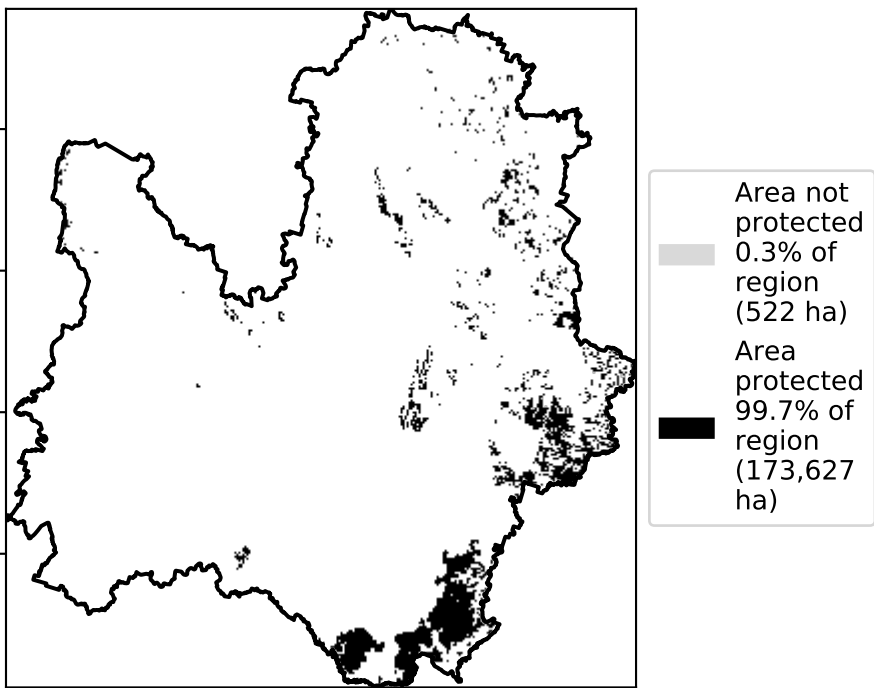 Area not
protected
0.3% of
region
(522 ha)
Area
protected
99.7% of
region
(173,627
ha)